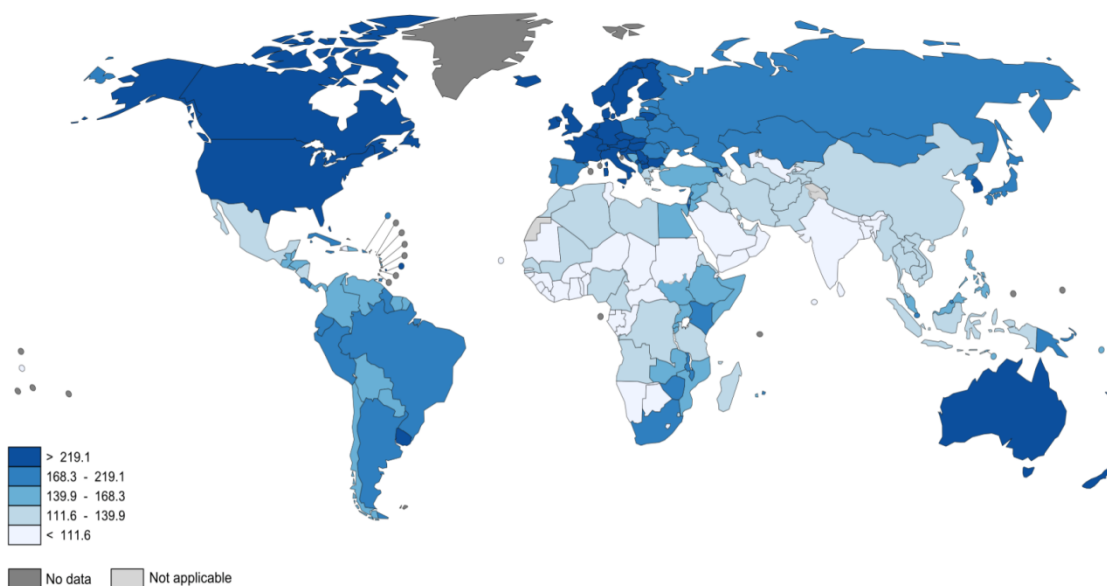 > 219.1
168.3 - 219.1
139.9 - 168.3
111.6 - 139.9
< 111.6
No data
Not applicable